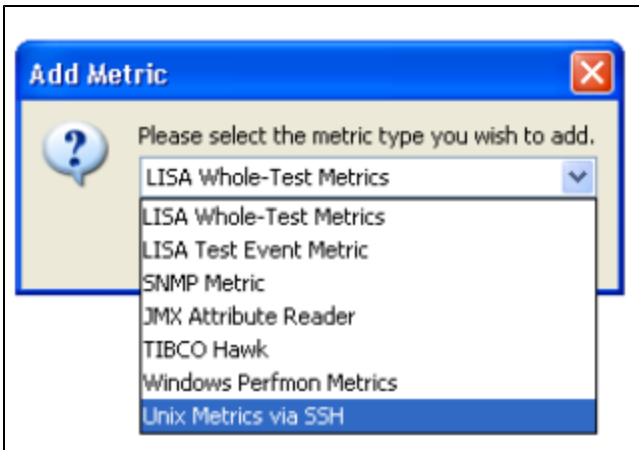 Add Metric
?
Please select the metric type you wish to add.
LISA Whole-Test Metrics
LISA Whole-Test Metrics
LISA Test Event Metric
SNMP Metric
JMX Attribute Reader
TIBCO Hawk
Windows Perfmon Metrics
Unix Metrics via SSH